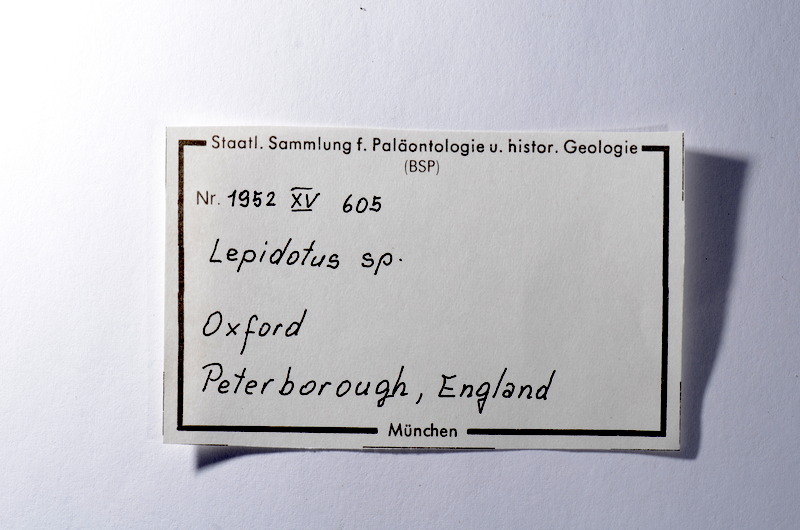 Staatl. Sammlung f. Paläontologie u. histor. Geologie
(BSP)
Nr. 1952 XV 605
Lepidotus sp.
Oxford
Peterborough, England
München